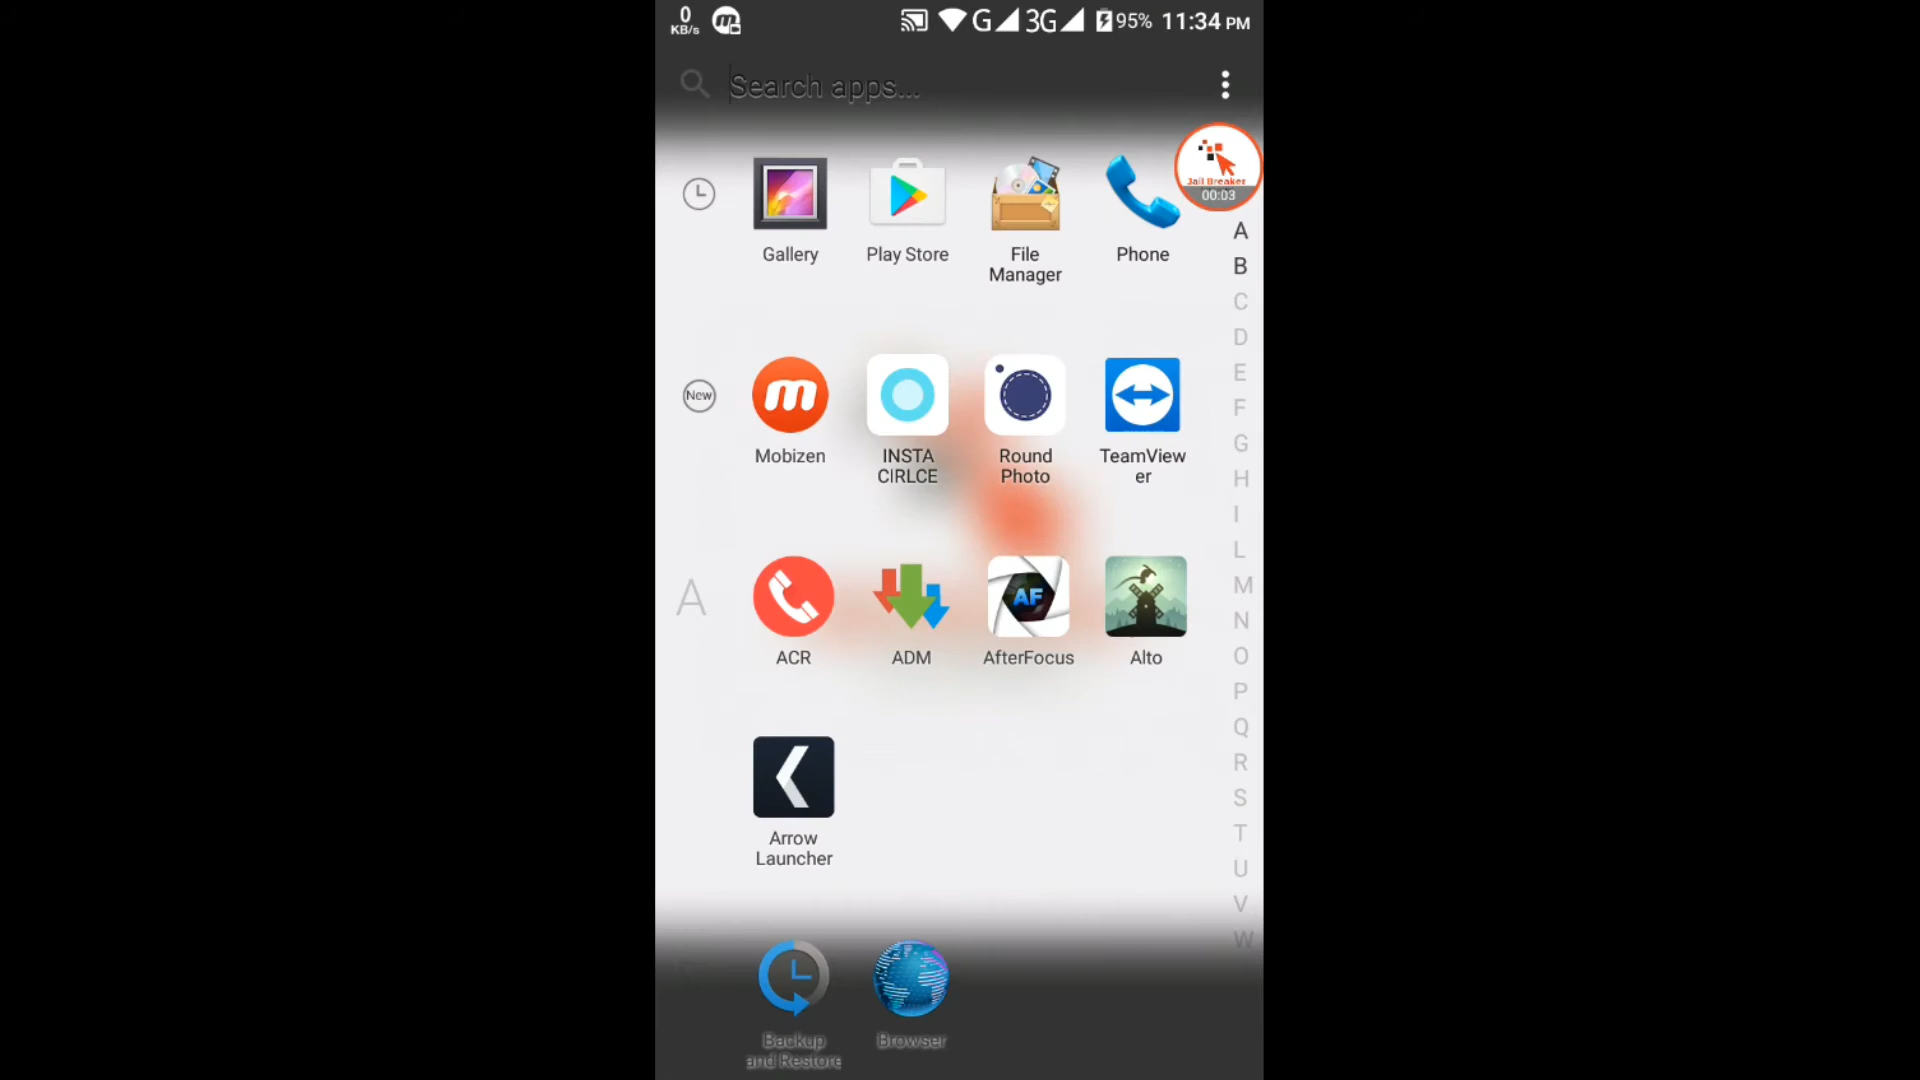 0
KB/s
G 3G 95% 11:34 PM
Search apps...
Jail Breaker
00:03
Gallery
Play Store
File
Manager
Phone
New
m
Mobizen
INSTA
CIRLCE
Round
Photo
TeamView
er
A
AF
ACR
ADM
AfterFocus
Alto
Arrow
Launcher
Backup
and Restore
Browser
A
B
C
D
E
F
G
H
I
L
M
N
O
P
Q
R
S
T
U
V
W